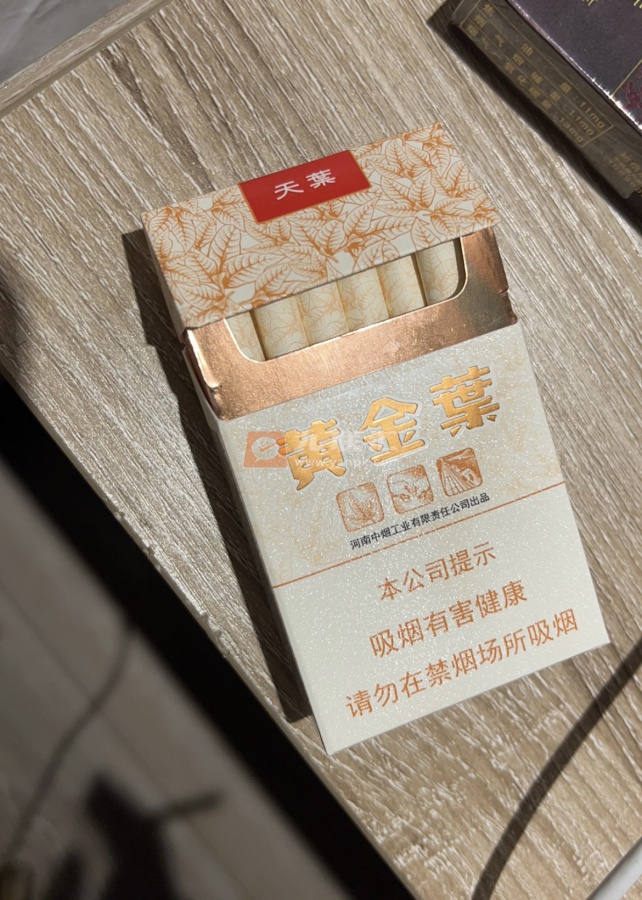 天葉
黄金葉
河南中烟工业有限责任公司出品
本公司提示
吸烟有害健康
请勿在禁烟场所吸烟
11mg
11mg